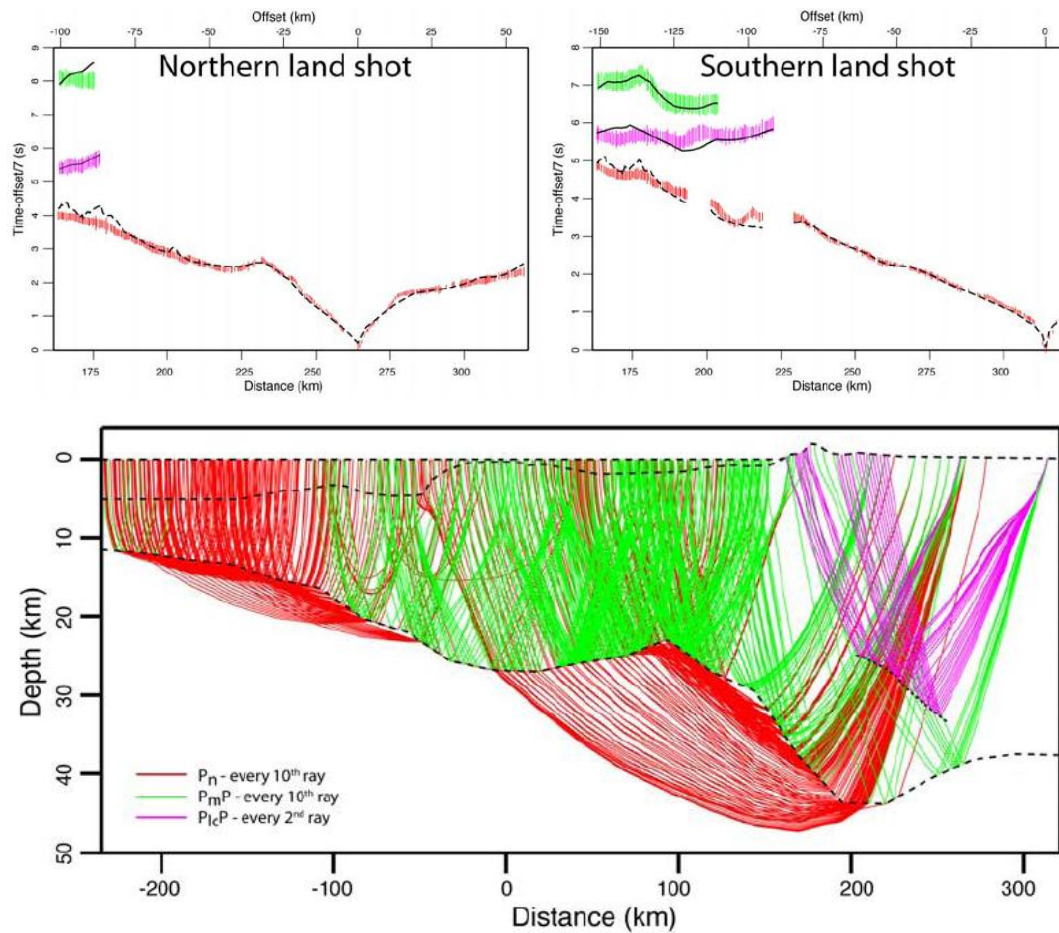 Offset (km)
-100 -75 -50 -25 0 25 50
Northern land shot
Time-offset/7 (s)
9
8
7
6
5
4
3
2
1
0
175 200 225 250 275 300
Distance (km)
Offset (km)
-150 -125 -100 -75 -50 -25 0
Southern land shot
Time-offset/7 (s)
8
7
6
5
4
3
2
1
0
175 200 225 250 275 300
Distance (km)
Depth (km)
0
10
20
30
40
50
Pn - every 10th ray
PmP - every 10th ray
PlcP - every 2nd ray
-200 -100 0 100 200 300
Distance (km)